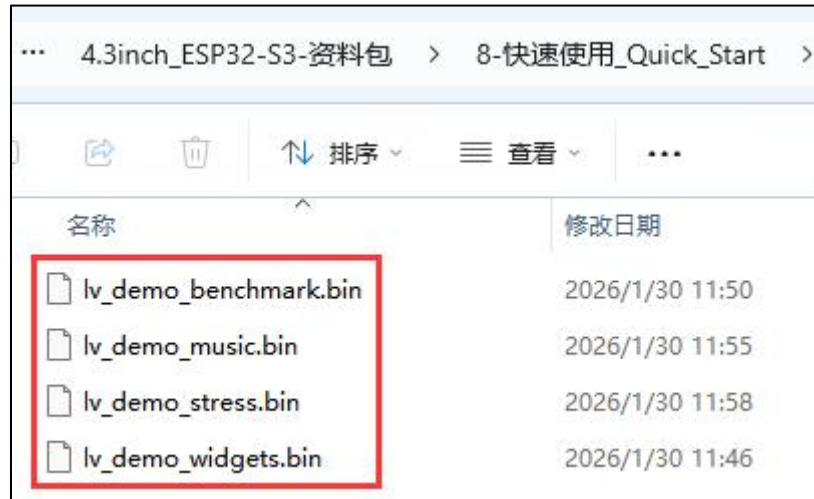 … 4.3inch_ESP32-S3-资料包 > 8-快速使用_Quick_Start >
排序 查看 …
名称 修改日期
lv_demo_benchmark.bin 2026/1/30 11:50
lv_demo_music.bin 2026/1/30 11:55
lv_demo_stress.bin 2026/1/30 11:58
lv_demo_widgets.bin 2026/1/30 11:46